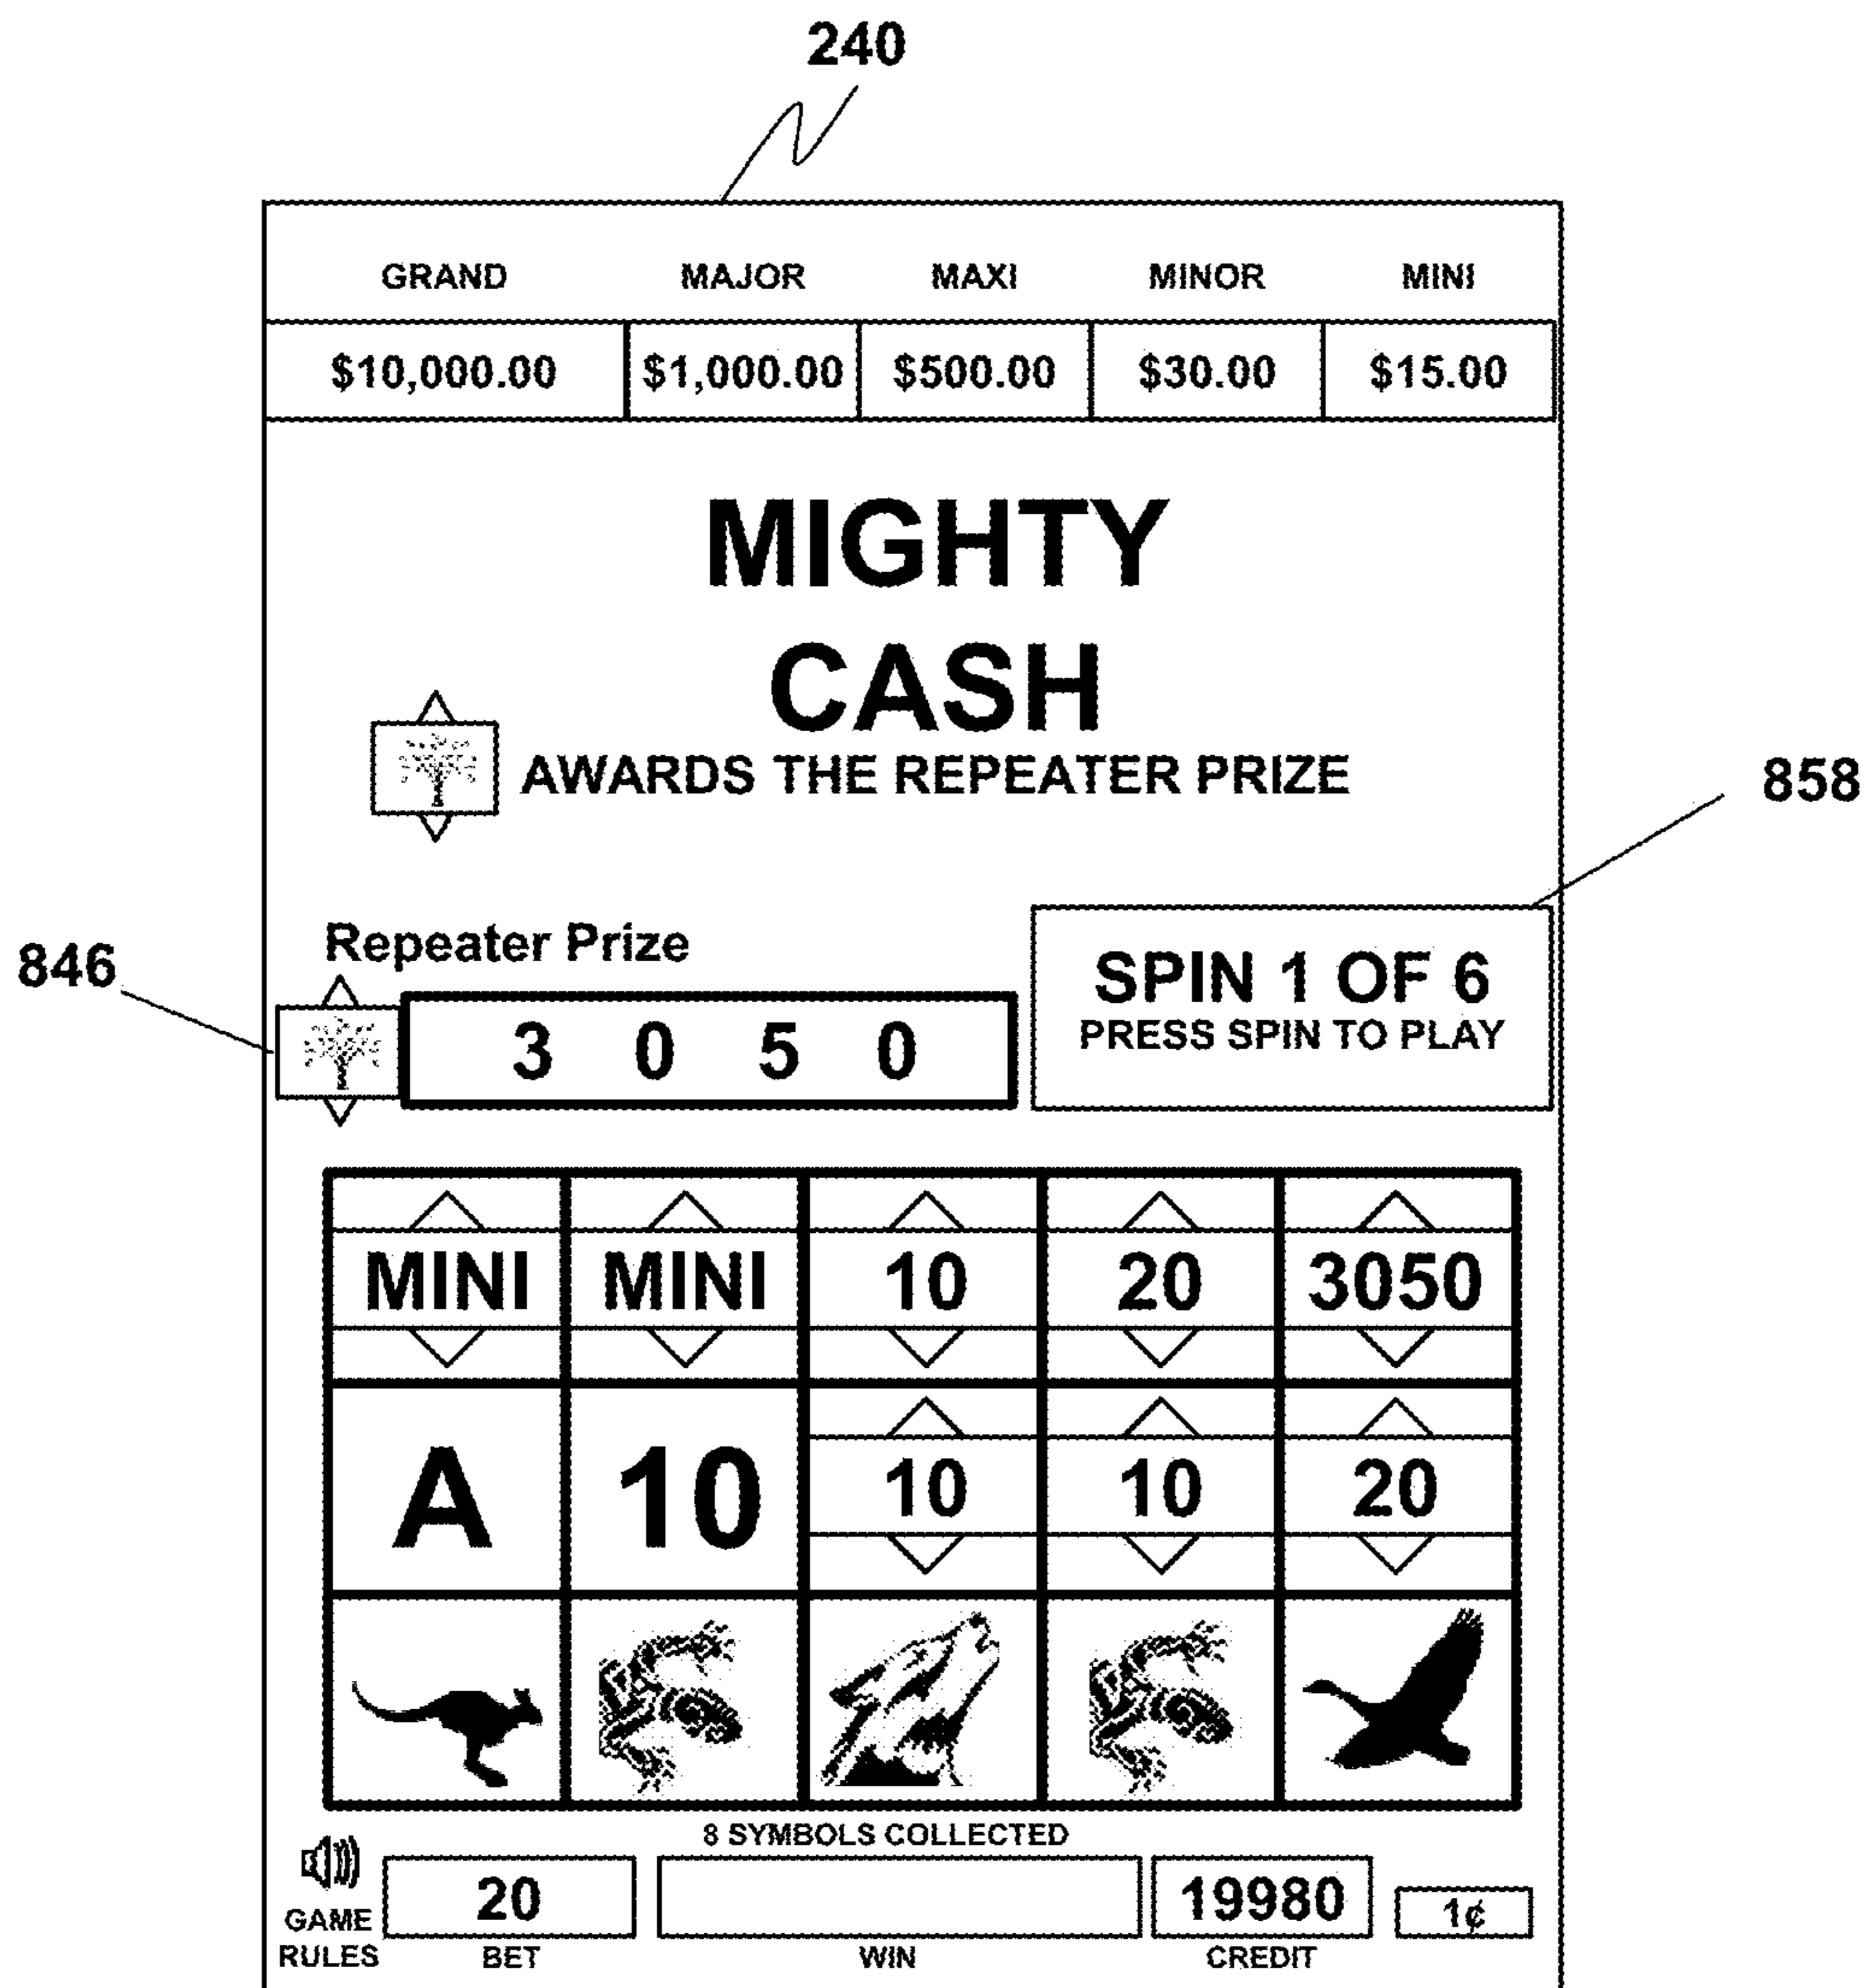 240
GRAND MAJOR MAXI MINOR MINI
$10,000.00 $1,000.00 $500.00 $30.00 $15.00
MIGHTY
CASH
AWARDS THE REPEATER PRIZE
858
846
Repeater Prize
3 0 5 0
SPIN 1 OF 6
PRESS SPIN TO PLAY
MINI MINI 10 20 3050
A 10 10 10 20
8 SYMBOLS COLLECTED
20 19980 1¢
GAME
RULES BET WIN CREDIT